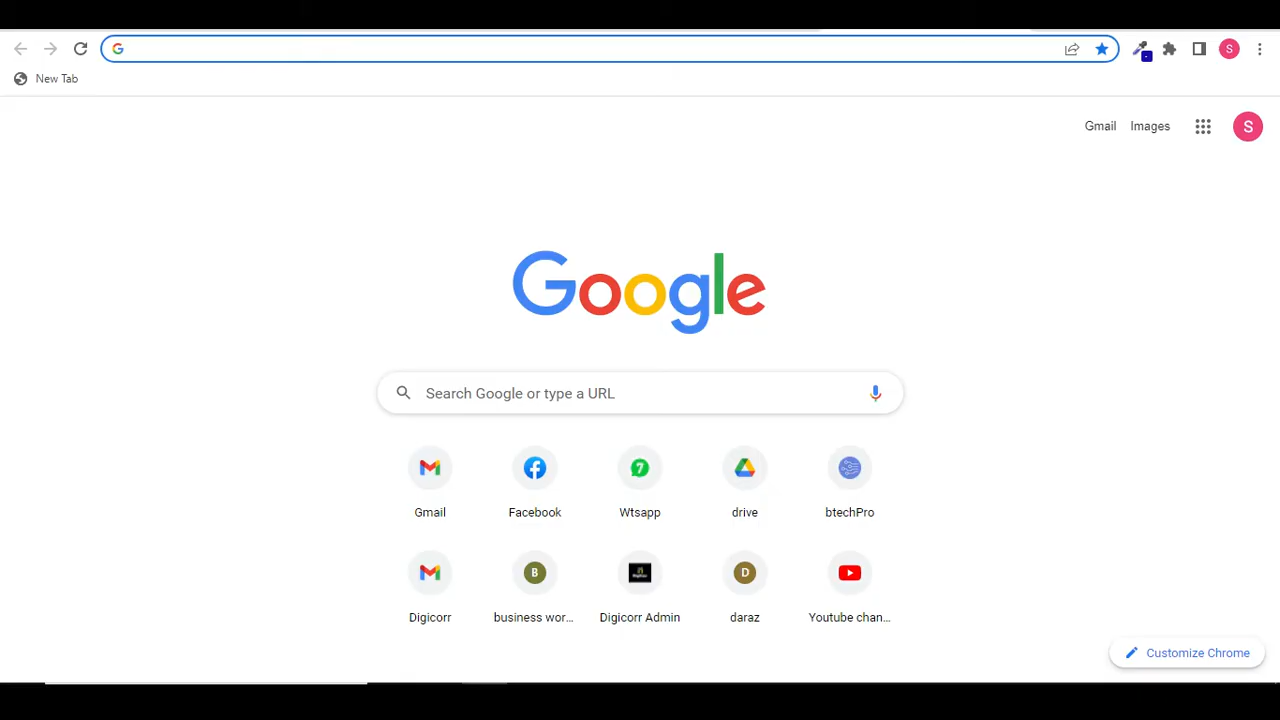 New Tab
Gmail Images
S
S
Google
Search Google or type a URL
7
Gmail Facebook Wtsapp drive btechPro
B D
Digicorr business wor... Digicorr Admin daraz Youtube chan...
Customize Chrome